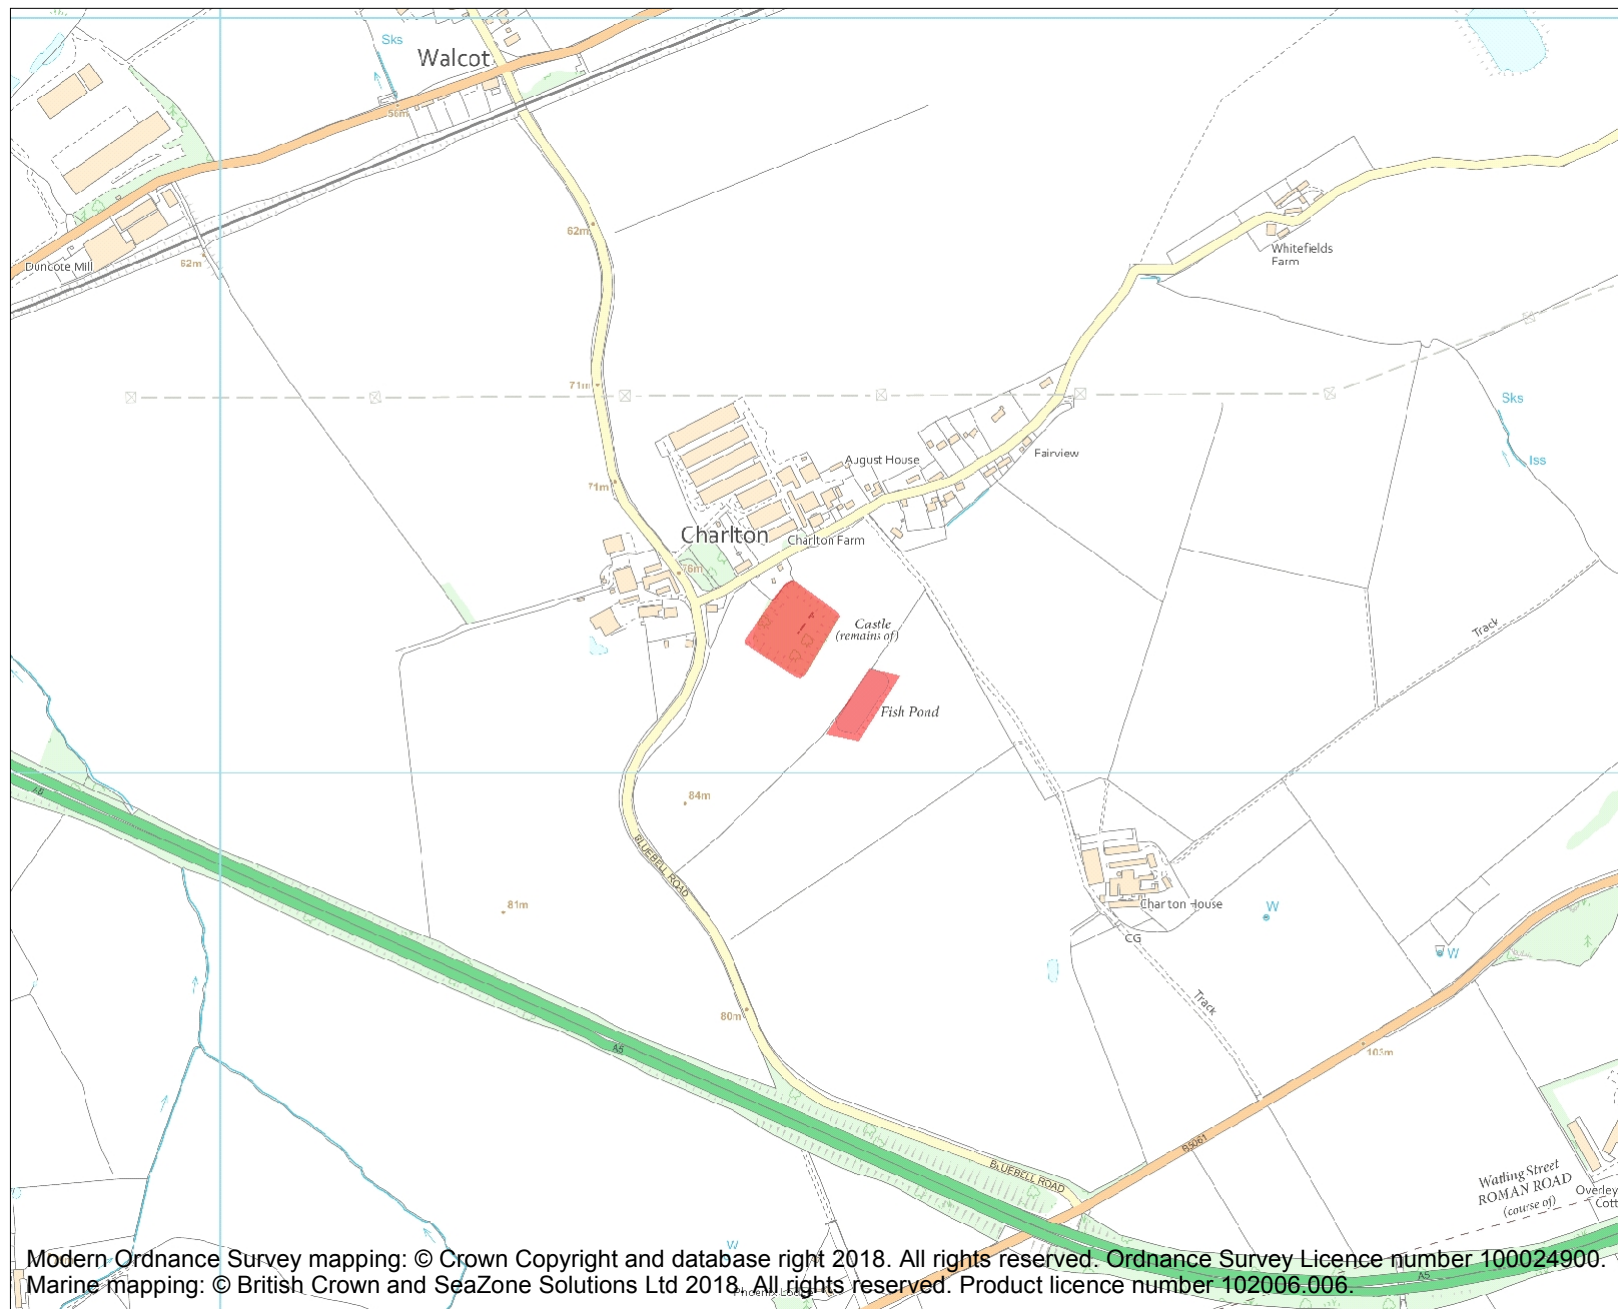 Sks
Walcot
56m
62m
Duncote Mill
62m
Whitefields
Farm
71m
Sks
August House
Fairview
Iss
71m
Charlton
Charlton Farm
76m
Castle
(remains of)
Track
Fish Pond
84m
A5
BLUEBELL ROAD
81m
Charlton House
W
CG
W
Track
80m
A5
103m
B5061
BLUEBELL ROAD
Watling Street
ROMAN ROAD
(course of)
Overley
Cott
W
Modern Ordnance Survey mapping: © Crown Copyright and database right 2018. All rights reserved. Ordnance Survey Licence number 100024900.
Marine mapping: © British Crown and SeaZone Solutions Ltd 2018. All rights reserved. Product licence number 102006.006.
A5